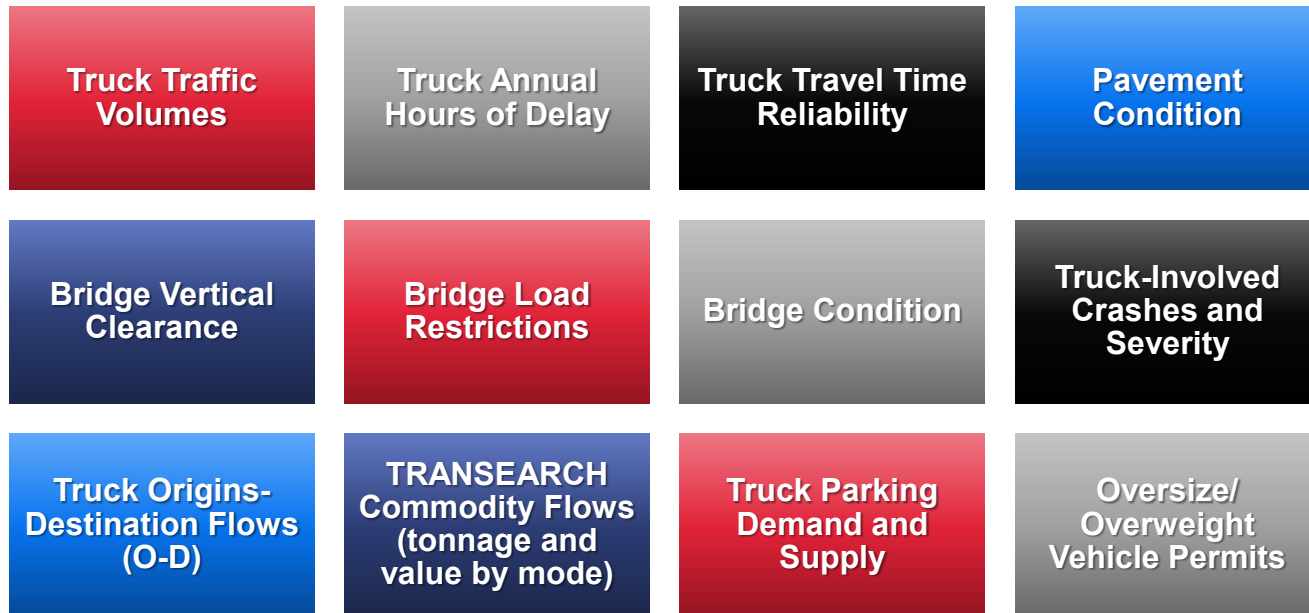 Truck Traffic
Volumes
Truck Annual
Hours of Delay
Truck Travel Time
Reliability
Pavement
Condition
Bridge Vertical
Clearance
Bridge Load
Restrictions
Bridge Condition
Truck-Involved
Crashes and
Severity
Truck Origins-
Destination Flows
(O-D)
TRANSEARCH
Commodity Flows
(tonnage and
value by mode)
Truck Parking
Demand and
Supply
Oversize/
Overweight
Vehicle Permits